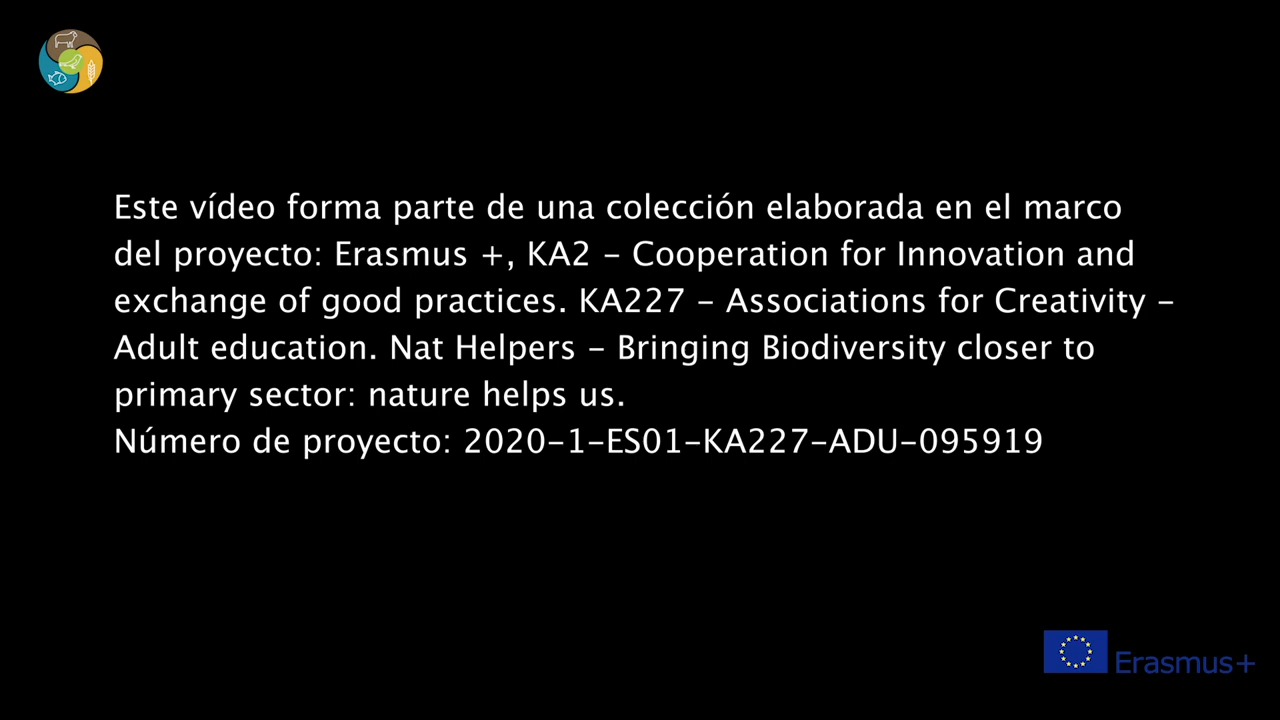 Este vídeo forma parte de una colección elaborada en el marco
del proyecto: Erasmus +, KA2 – Cooperation for Innovation and
exchange of good practices. KA227 – Associations for Creativity –
Adult education. Nat Helpers – Bringing Biodiversity closer to
primary sector: nature helps us.
Número de proyecto: 2020-1-ES01-KA227-ADU-095919
Erasmus+